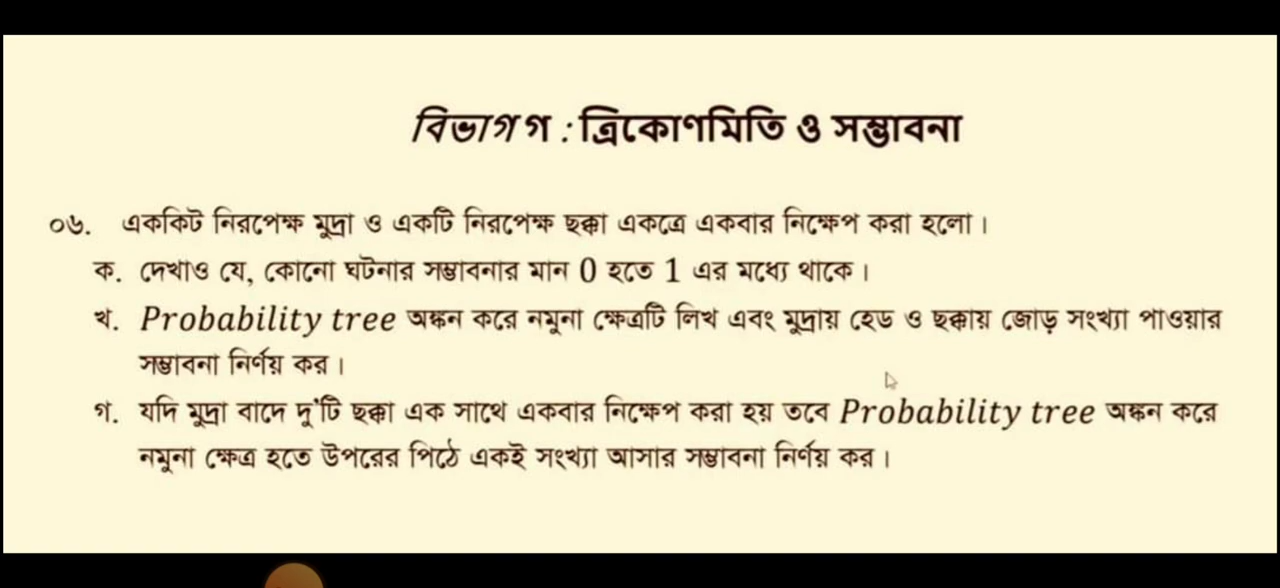 বিভাগ গ : ত্রিকোণমিতি ও সম্ভাবনা
০৬. এককিট নিরপেক্ষ মুদ্রা ও একটি নিরপেক্ষ ছক্কা একত্রে একবার নিক্ষেপ করা হলো।
ক. দেখাও যে, কোনো ঘটনার সম্ভাবনার মান 0 হতে 1 এর মধ্যে থাকে।
খ. Probability tree অঙ্কন করে নমুনা ক্ষেত্রটি লিখ এবং মুদ্রায় হেড ও ছক্কায় জোড় সংখ্যা পাওয়ার
সম্ভাবনা নির্ণয় কর।
গ. যদি মুদ্রা বাদে দু'টি ছক্কা এক সাথে একবার নিক্ষেপ করা হয় তবে Probability tree অঙ্কন করে
নমুনা ক্ষেত্র হতে উপরের পিঠে একই সংখ্যা আসার সম্ভাবনা নির্ণয় কর।